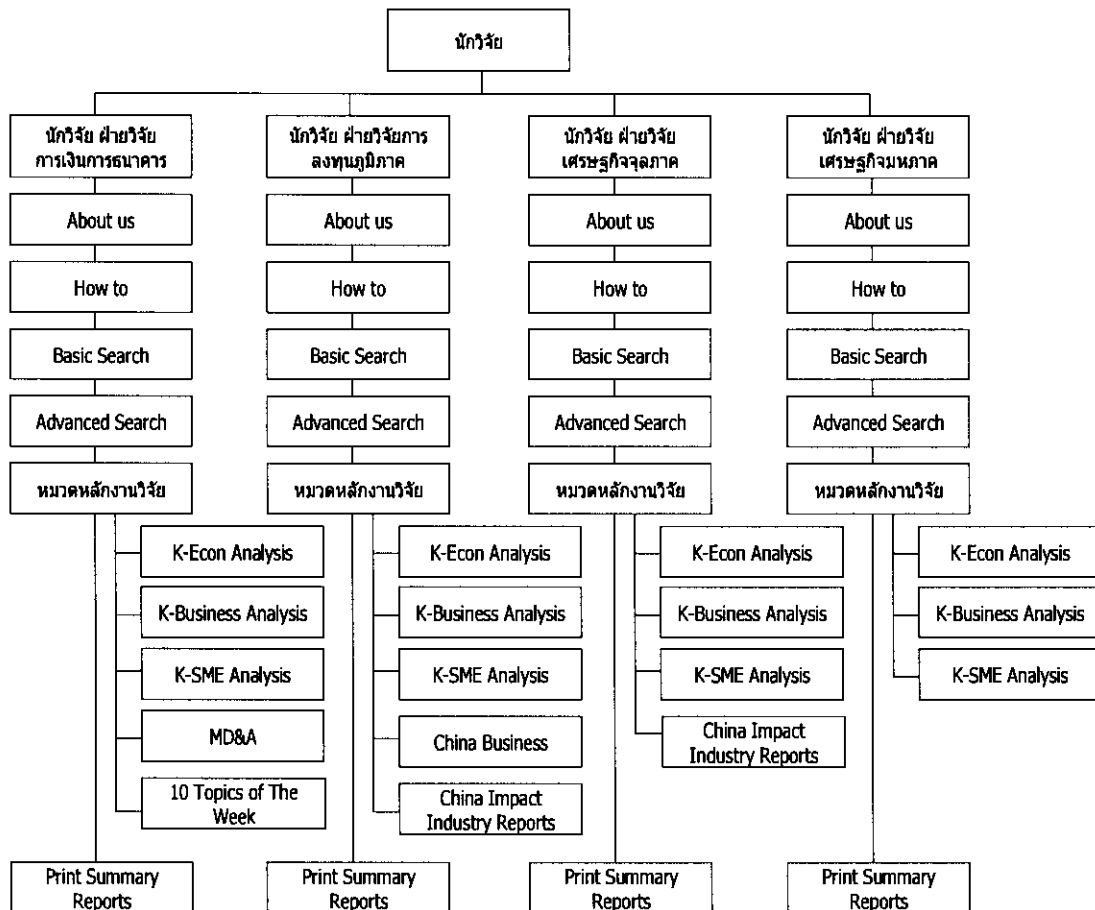 นักวิจัย
นักวิจัย ฝ่ายวิจัย
การเงินการธนาคาร
About us
How to
Basic Search
Advanced Search
หมวดหลักงานวิจัย
K-Econ Analysis
K-Business Analysis
K-SME Analysis
MD&A
10 Topics of The
Week
Print Summary
Reports
นักวิจัย ฝ่ายวิจัยการ
ลงทุนภูมิภาค
About us
How to
Basic Search
Advanced Search
หมวดหลักงานวิจัย
K-Econ Analysis
K-Business Analysis
K-SME Analysis
China Business
China Impact
Industry Reports
Print Summary
Reports
นักวิจัย ฝ่ายวิจัย
เศรษฐกิจจุลภาค
About us
How to
Basic Search
Advanced Search
หมวดหลักงานวิจัย
K-Econ Analysis
K-Business Analysis
K-SME Analysis
China Impact
Industry Reports
Print Summary
Reports
นักวิจัย ฝ่ายวิจัย
เศรษฐกิจมหภาค
About us
How to
Basic Search
Advanced Search
หมวดหลักงานวิจัย
K-Econ Analysis
K-Business Analysis
K-SME Analysis
Print Summary
Reports